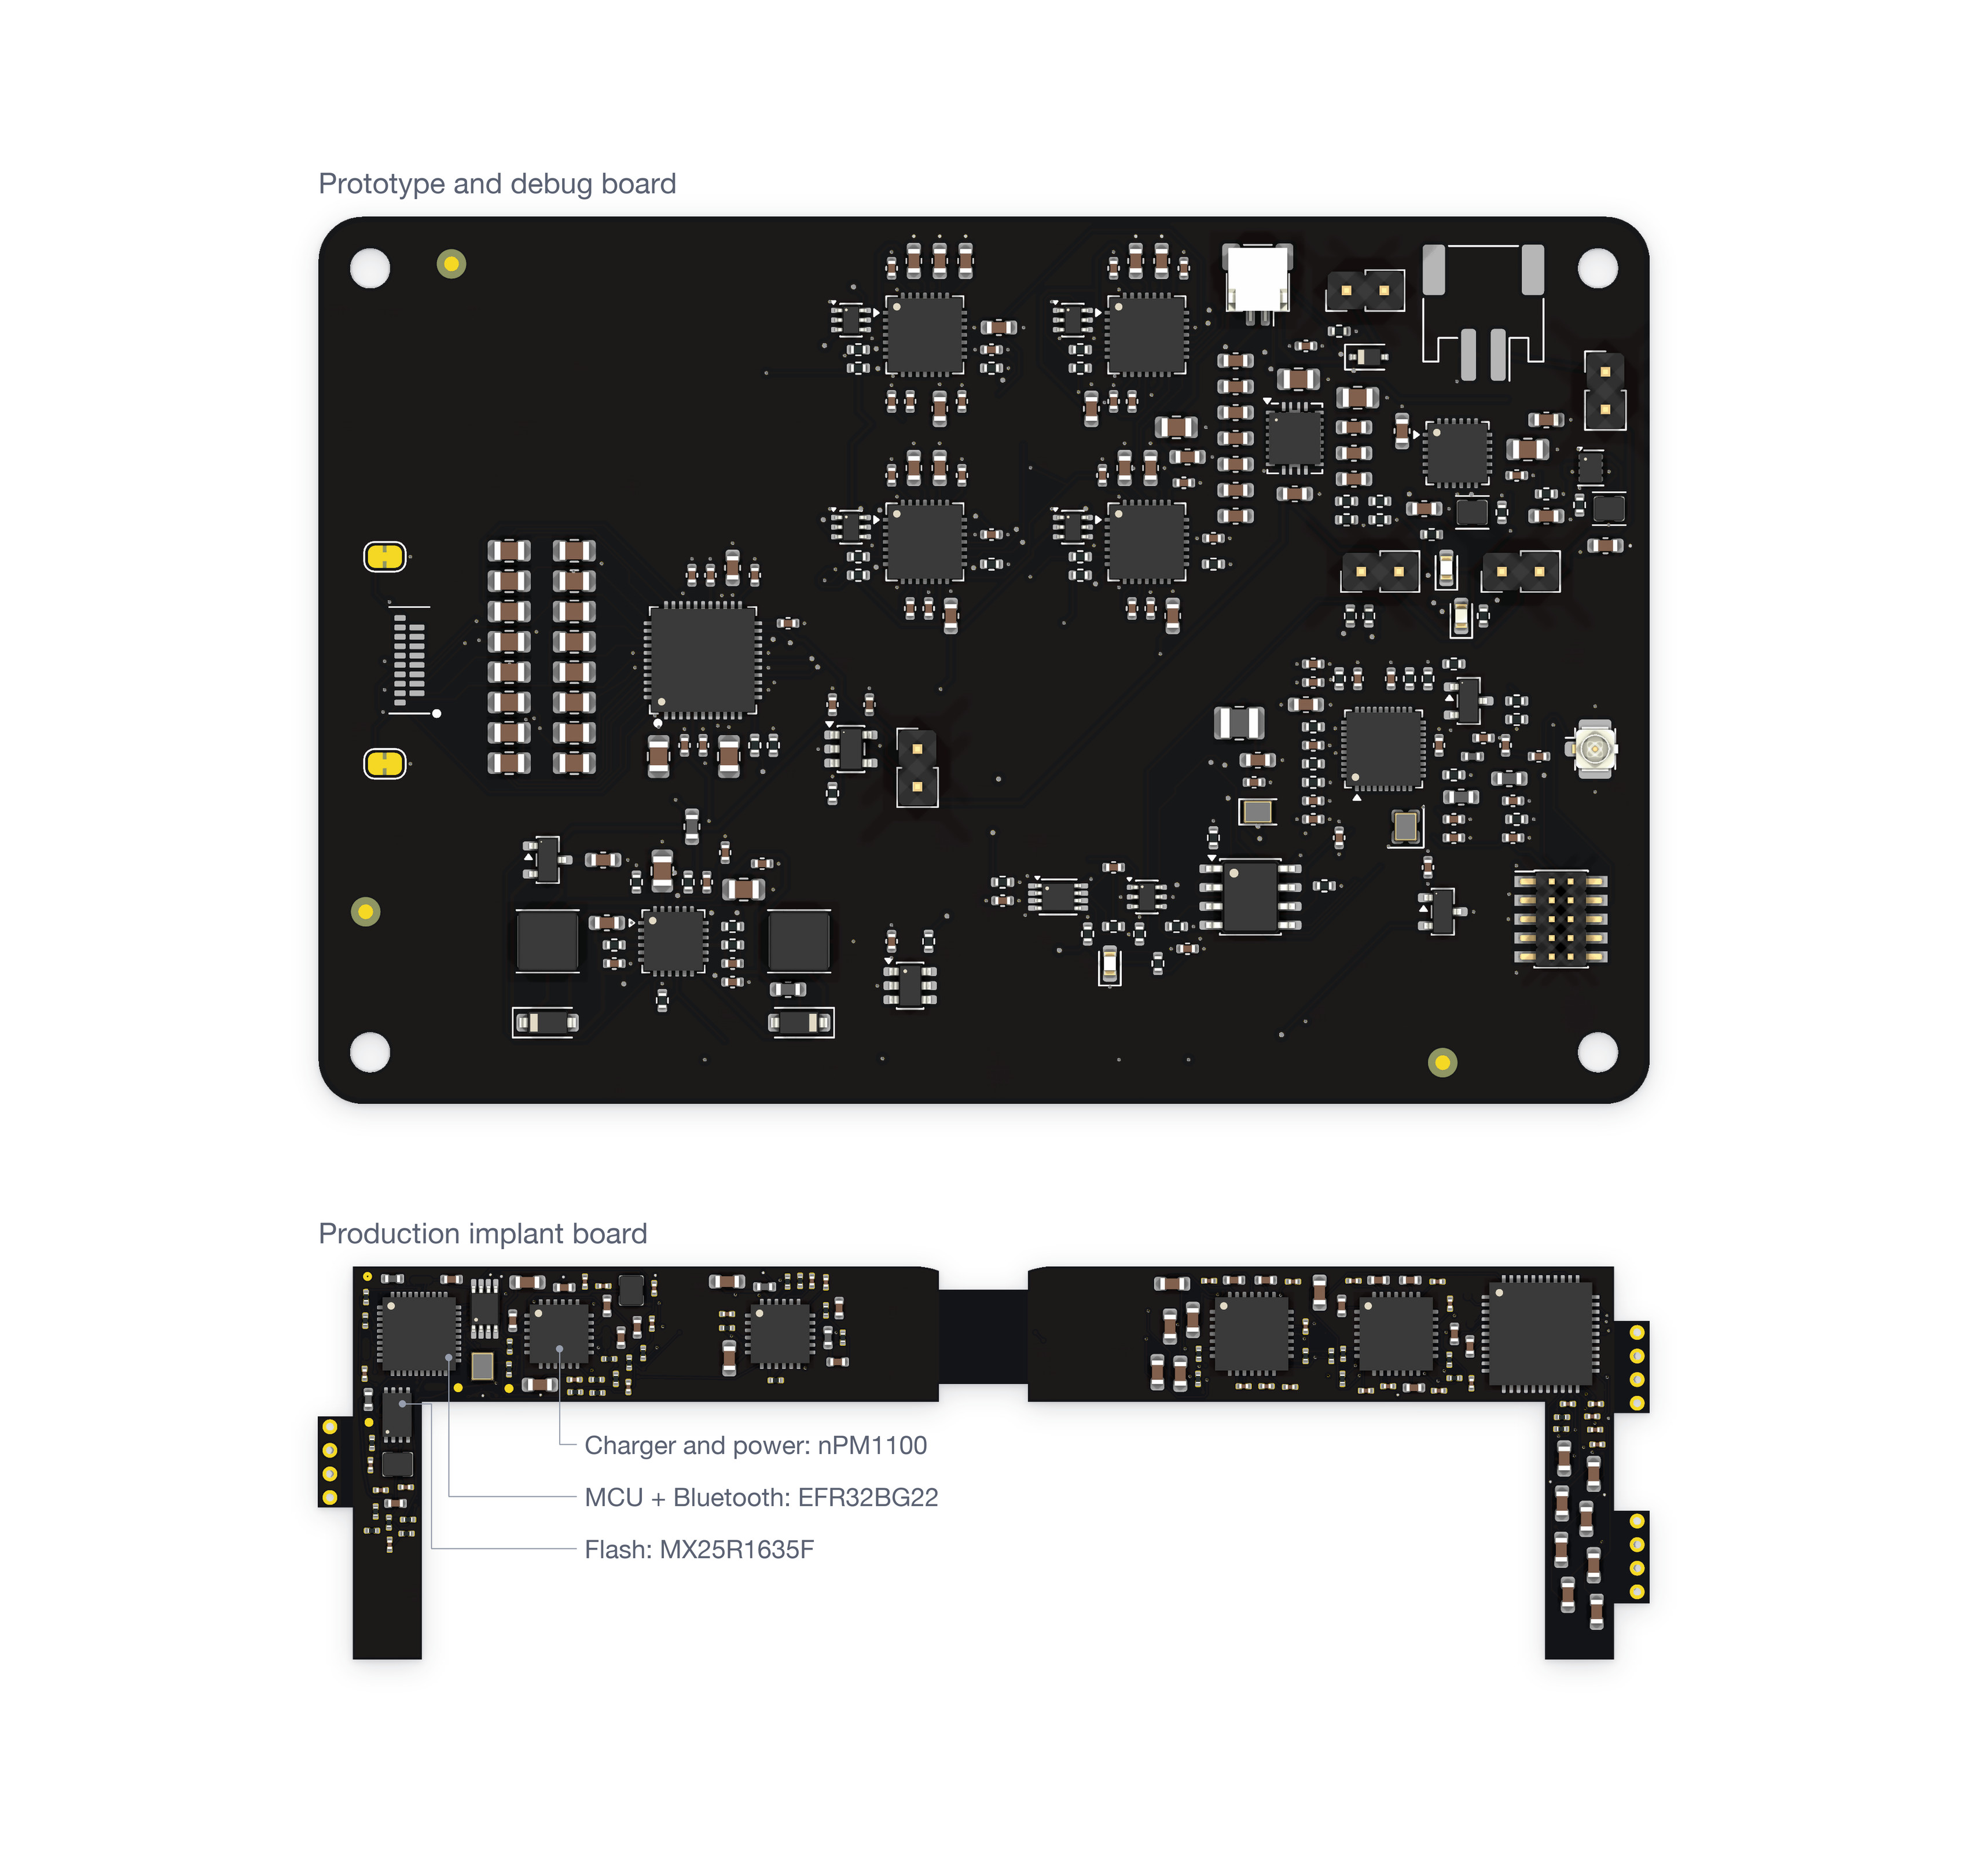 Prototype and debug board
Production implant board
Charger and power: nPM1100
MCU + Bluetooth: EFR32BG22
Flash: MX25R1635F